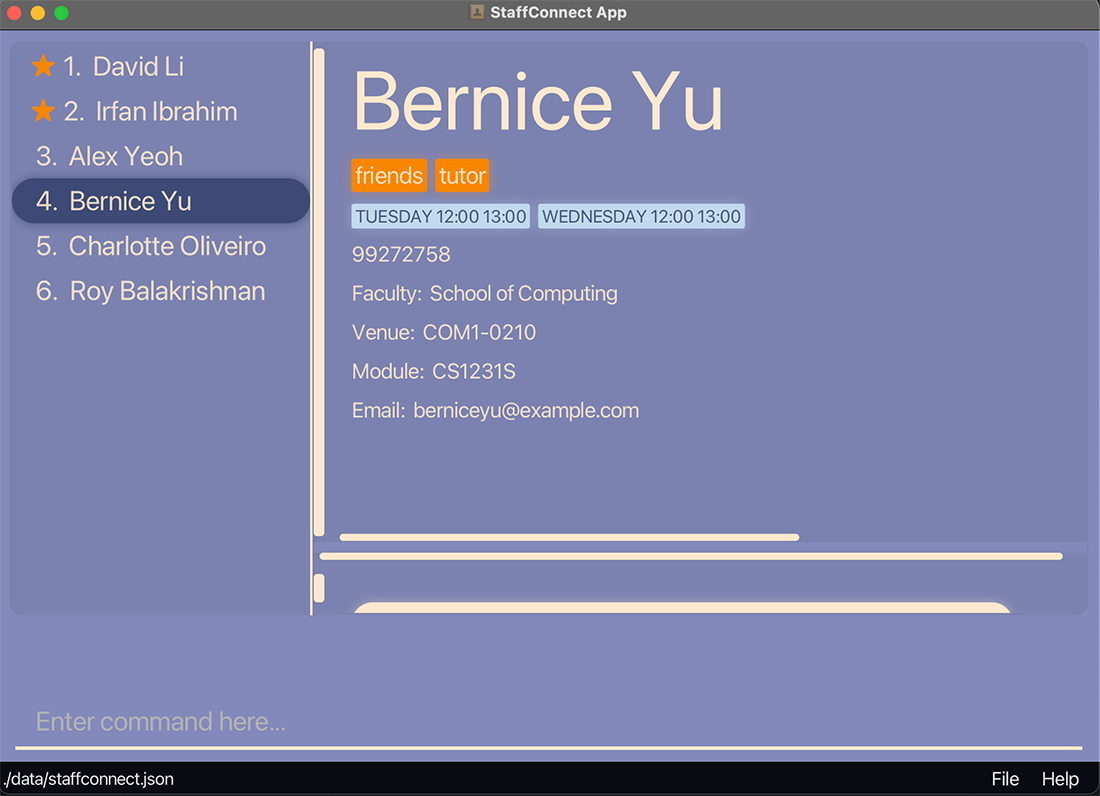 StaffConnect App
1. David Li
2. Irfan Ibrahim
3. Alex Yeoh
4. Bernice Yu
5. Charlotte Oliveiro
6. Roy Balakrishnan
Bernice Yu
friends tutor
TUESDAY 12:00 13:00 WEDNESDAY 12:00 13:00
99272758
Faculty: School of Computing
Venue: COM1-0210
Module: CS1231S
Email: berniceyu@example.com
Enter command here...
./data/staffconnect.json
File Help